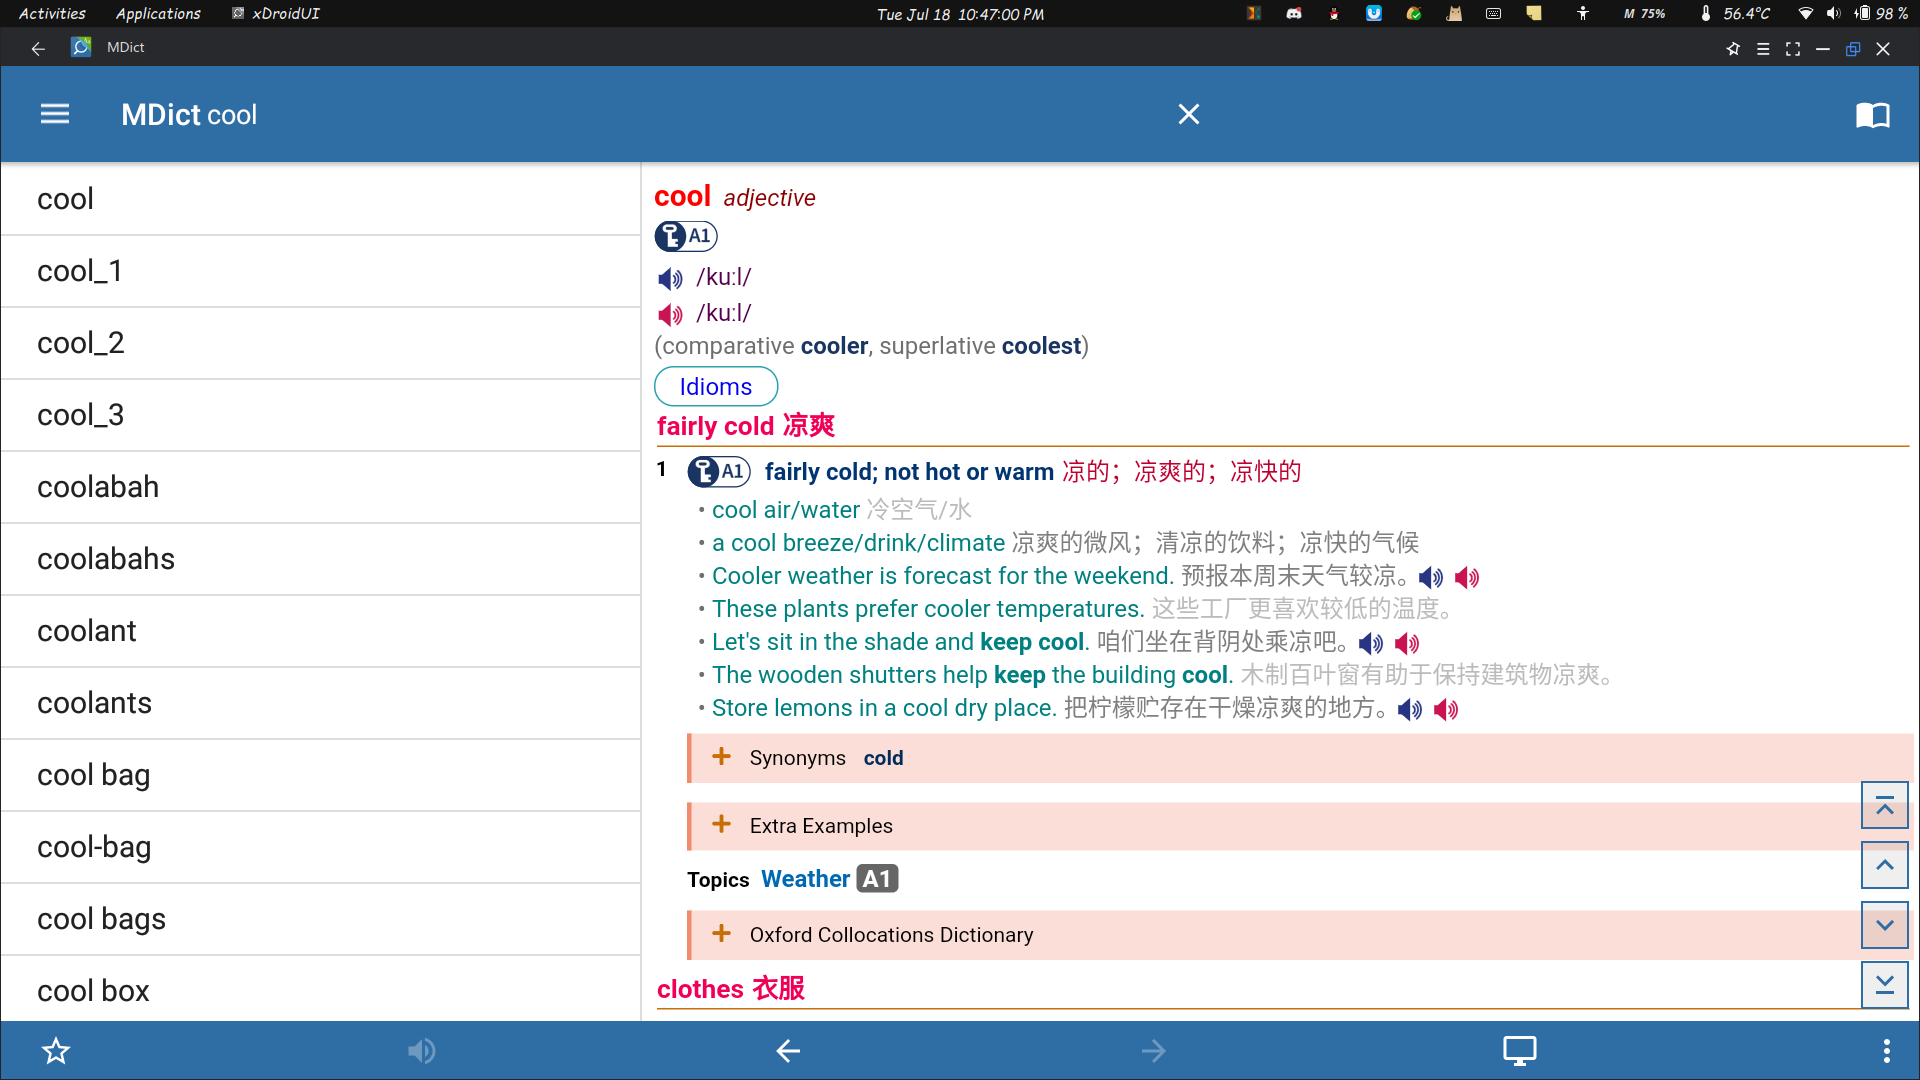 Activities Applications xDroidUI Tue Jul 18 10:47:00 PM M 75% 56.4°C 98 %
MDict
MDict cool
cool
cool_1
cool_2
cool_3
coolabah
coolabahs
coolant
coolants
cool bag
cool-bag
cool bags
cool box
cool adjective
A1
/kuːl/
/kuːl/
(comparative cooler, superlative coolest)
Idioms
fairly cold 凉爽
1 A1 fairly cold; not hot or warm 凉的；凉爽的；凉快的
• cool air/water 冷空气/水
• a cool breeze/drink/climate 凉爽的微风；清凉的饮料；凉快的气候
• Cooler weather is forecast for the weekend. 预报本周末天气较凉。
• These plants prefer cooler temperatures. 这些工厂更喜欢较低的温度。
• Let's sit in the shade and keep cool. 咱们坐在背阴处乘凉吧。
• The wooden shutters help keep the building cool. 木制百叶窗有助于保持建筑物凉爽。
• Store lemons in a cool dry place. 把柠檬贮存在干燥凉爽的地方。
+ Synonyms cold
+ Extra Examples
Topics Weather A1
+ Oxford Collocations Dictionary
clothes 衣服